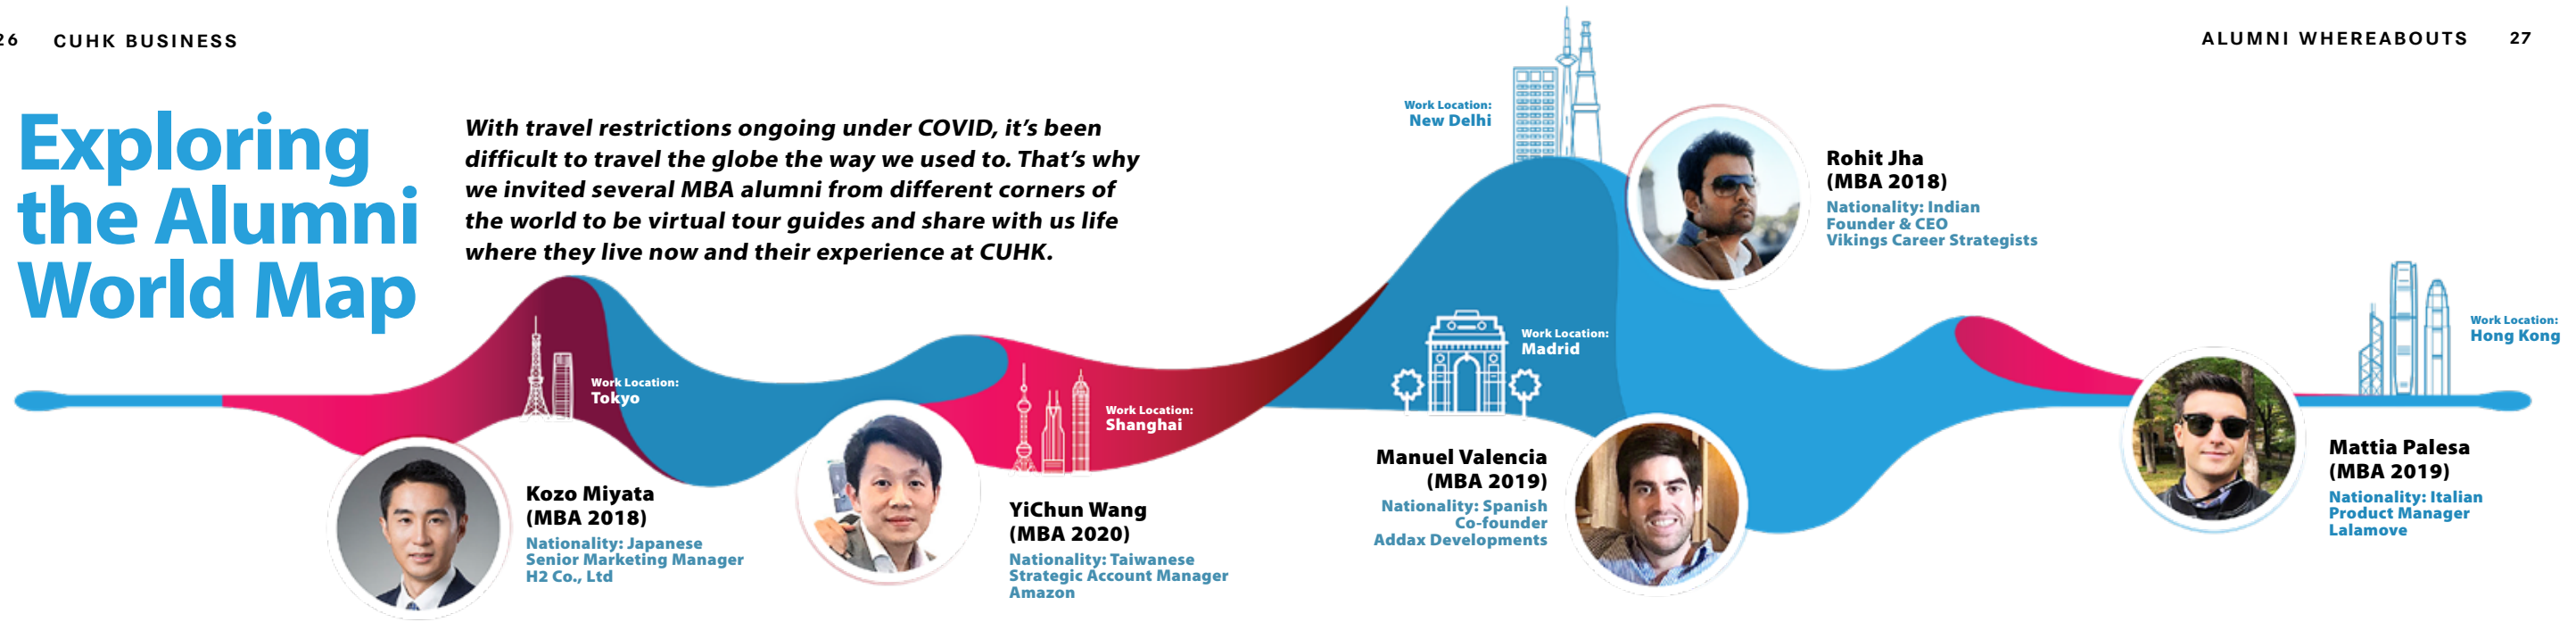 26 CUHK BUSINESS
ALUMNI WHEREABOUTS 27
Exploring
the Alumni
World Map
With travel restrictions ongoing under COVID, it's been
difficult to travel the globe the way we used to. That's why
we invited several MBA alumni from different corners of
the world to be virtual tour guides and share with us life
where they live now and their experience at CUHK.
Work Location:
Tokyo
Kozo Miyata
(MBA 2018)
Nationality: Japanese
Senior Marketing Manager
H2 Co., Ltd
Work Location:
Shanghai
YiChun Wang
(MBA 2020)
Nationality: Taiwanese
Strategic Account Manager
Amazon
Work Location:
New Delhi
Rohit Jha
(MBA 2018)
Nationality: Indian
Founder & CEO
Vikings Career Strategists
Work Location:
Madrid
Manuel Valencia
(MBA 2019)
Nationality: Spanish
Co-founder
Addax Developments
Work Location:
Hong Kong
Mattia Palesa
(MBA 2019)
Nationality: Italian
Product Manager
Lalamove